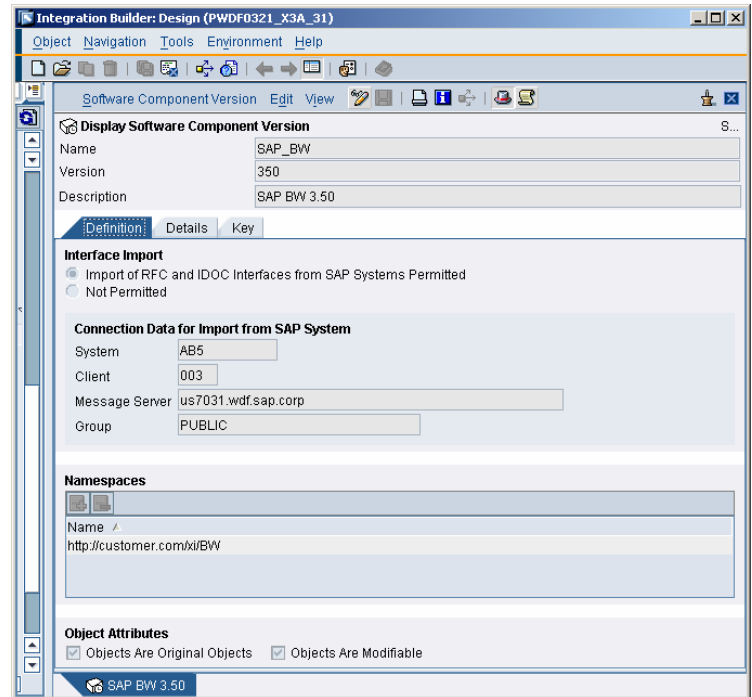 Integration Builder: Design (PWDF0321_X3A_31)
Object Navigation Tools Environment Help
Software Component Version Edit View
Display Software Component Version S...
Name SAP_BW
Version 350
Description SAP BW 3.50
Definition Details Key
Interface Import
Import of RFC and IDOC Interfaces from SAP Systems Permitted
Not Permitted
Connection Data for Import from SAP System
System AB5
Client 003
Message Server us7031.wdf.sap.corp
Group PUBLIC
Namespaces
Name
http://customer.com/xi/BW
Object Attributes
Objects Are Original Objects Objects Are Modifiable
SAP BW 3.50